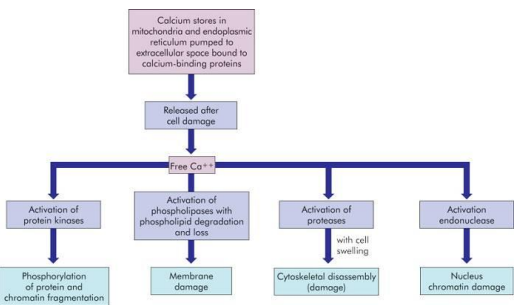 Calcium stores in
mitochondria and endoplasmic
reticulum pumped to
extracellular space bound to
calcium-binding proteins
Released after
cell damage
Free Ca++
Activation of
protein kinases
Activation of
phospholipases with
phospholipid degradation
and loss
Activation of
proteases
Activation
endonuclease
with cell
swelling
Phosphorylation
of protein and
chromatin fragmentation
Membrane
damage
Cytoskeletal disassembly
(damage)
Nucleus
chromatin damage